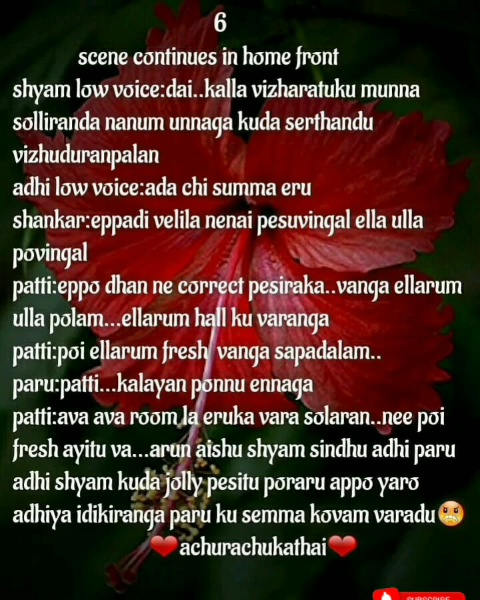 6
scene continues in home front
shyam low voice:dai..kalla vizharatuku munna
solliranda nanum unnaga kuda serthandu
vizhuduranpalan
adhi low voice:ada chi summa eru
shankar:eppadi velila nenai pesuvingal ella ulla
povingal
patti:eppo dhan ne correct pesiraka..vanga ellarum
ulla polam...ellarum hall ku varanga
patti:poi ellarum fresh vanga sapadalam..
paru:patti...kalayan ponnu ennaga
patti:ava ava room la eruka vara solaran..nee poi
fresh ayitu va...arun aishu shyam sindhu adhi paru
adhi shyam kuda jolly pesitu poraru appo yaro
adhiya idikiranga paru ku semma kovam varadu😬
❤achurachukathai❤